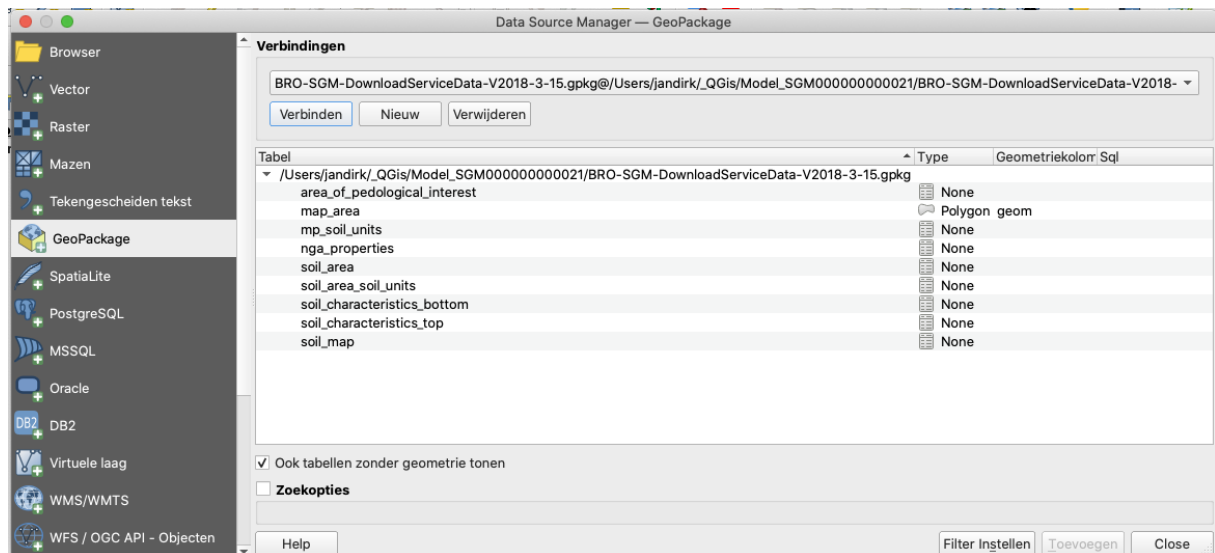 Data Source Manager — GeoPackage
Browser
Vector
Raster
Mazen
Tekengescheiden tekst
GeoPackage
SpatiaLite
PostgreSQL
MSSQL
Oracle
DB2
DB2
Virtuele laag
WMS/WMTS
WFS / OGC API - Objecten
Verbindingen
BRO-SGM-DownloadServiceData-V2018-3-15.gpkg@/Users/jandirk/_QGis/Model_SGM000000000021/BRO-SGM-DownloadServiceData-V2018-
Verbinden Nieuw Verwijderen
Tabel Type Geometriekolom Sql
/Users/jandirk/_QGis/Model_SGM000000000021/BRO-SGM-DownloadServiceData-V2018-3-15.gpkg
area_of_pedological_interest None
map_area Polygon geom
mp_soil_units None
nga_properties None
soil_area None
soil_area_soil_units None
soil_characteristics_bottom None
soil_characteristics_top None
soil_map None
Ook tabellen zonder geometrie tonen
Zoekopties
Help Filter Instellen Toevoegen Close